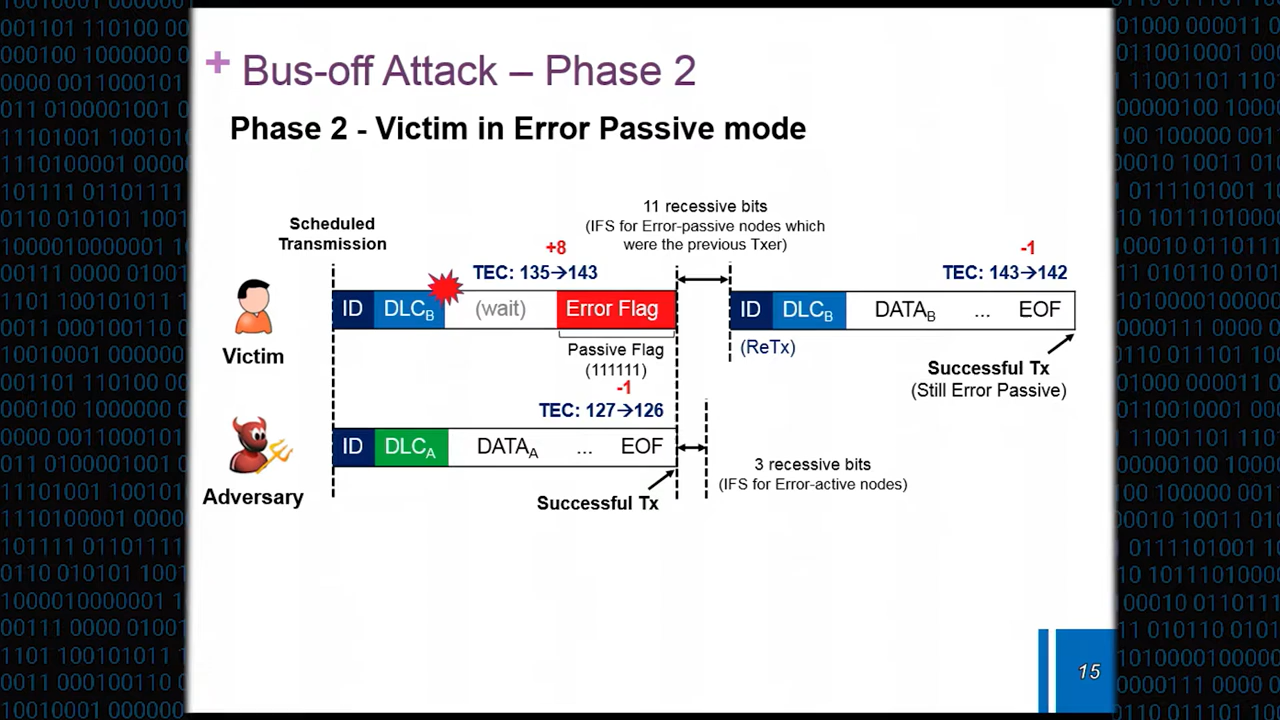 + Bus-off Attack – Phase 2
Phase 2 - Victim in Error Passive mode
11 recessive bits
(IFS for Error-passive nodes which
were the previous Txer)
Scheduled
Transmission
+8
TEC: 135→143
-1
TEC: 143→142
ID DLC_B (wait) Error Flag
ID DLC_B DATA_B ... EOF
Victim
Passive Flag
(111111)
(ReTx)
Successful Tx
(Still Error Passive)
-1
TEC: 127→126
ID DLC_A DATA_A ... EOF
3 recessive bits
(IFS for Error-active nodes)
Adversary
Successful Tx
15